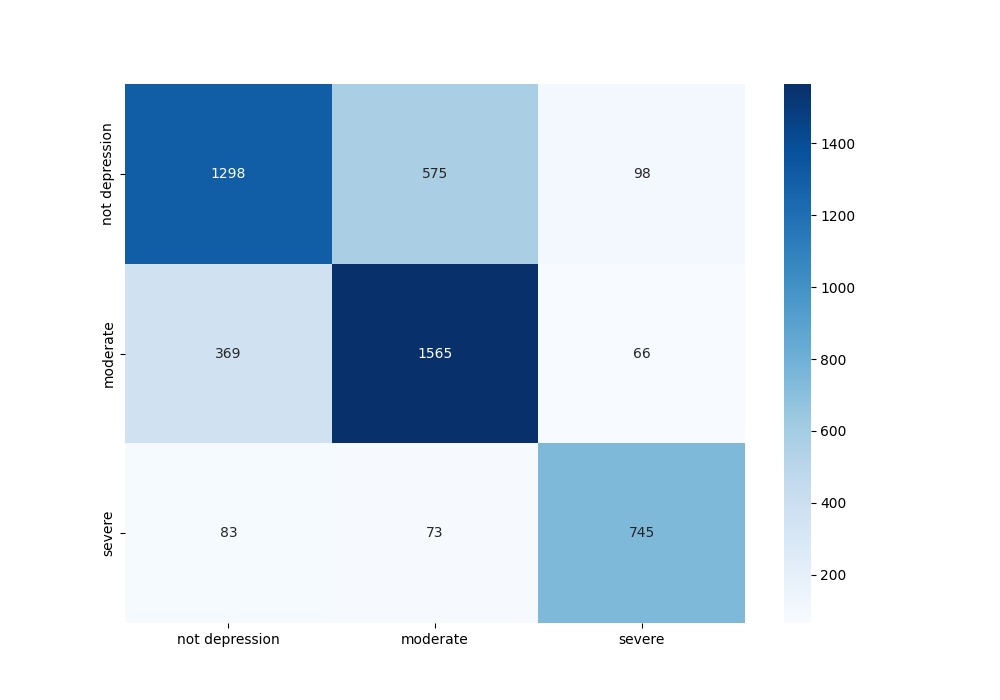 not depression
1298 575 98
moderate
369 1565 66
severe
83 73 745
not depression moderate severe
1400
1200
1000
800
600
400
200